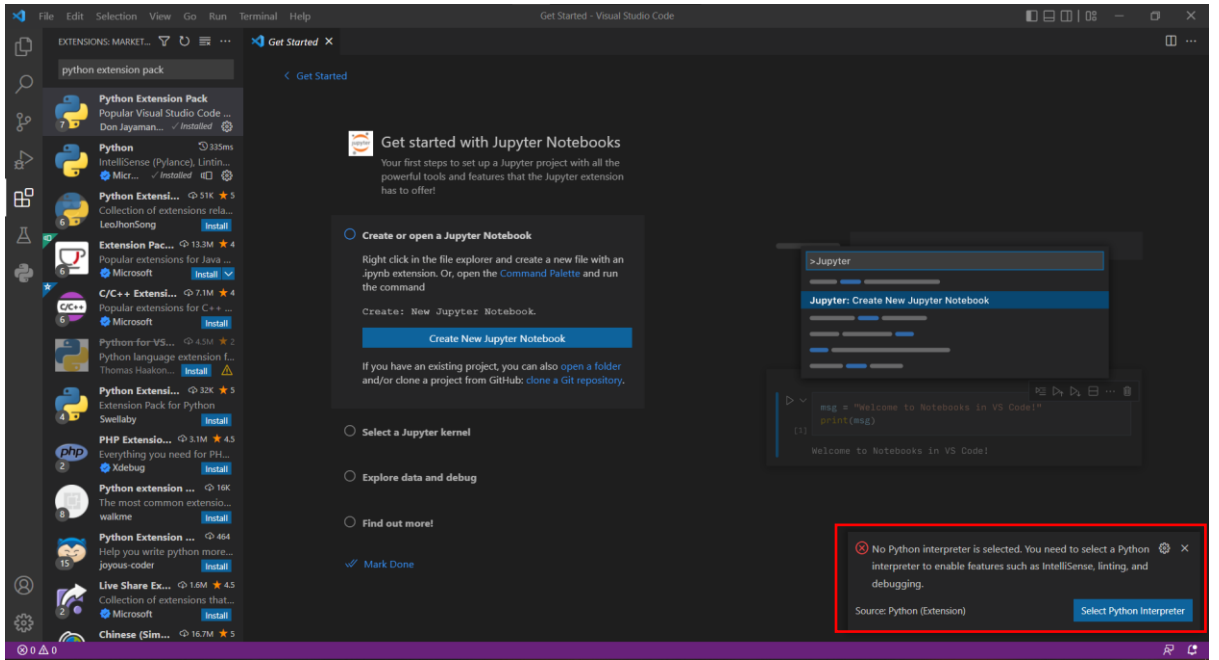 File Edit Selection View Go Run Terminal Help
Get Started - Visual Studio Code
EXTENSIONS: MARKET...
python extension pack
Python Extension Pack
Popular Visual Studio Code ...
Don Jayaman... ✓ Installed
7
Python 335ms
IntelliSense (Pylance), Lintin...
Micr... ✓ Installed
Python Extensi... 51K ★ 5
Collection of extensions rela...
LeoJhonSong Install
6
Extension Pac... 13.3M ★ 4
Popular extensions for Java ...
Microsoft Install
6
C/C++ Extensi... 7.1M ★ 4
Popular extensions for C++ ...
Microsoft Install
C/C++
6
Python for VS... 4.5M ★ 2
Python language extension f...
Thomas Haakon... Install
Python Extensi... 32K ★ 5
Extension Pack for Python
Swellaby Install
4
PHP Extensio... 3.1M ★ 4.5
Everything you need for PH...
Xdebug Install
php
2
Python extension ... 16K
The most common extensio...
walkme Install
8
Python Extension ... 464
Help you write python more...
joyous-coder Install
15
Live Share Ex... 1.6M ★ 4.5
Collection of extensions that...
Microsoft Install
2
Chinese (Sim... 16.7M ★ 5
Get Started
< Get Started
jupyter
Get started with Jupyter Notebooks
Your first steps to set up a Jupyter project with all the
powerful tools and features that the Jupyter extension
has to offer!
Create or open a Jupyter Notebook
Right click in the file explorer and create a new file with an
.ipynb extension. Or, open the Command Palette and run
the command
Create: New Jupyter Notebook.
Create New Jupyter Notebook
If you have an existing project, you can also open a folder
and/or clone a project from GitHub: clone a Git repository.
Select a Jupyter kernel
Explore data and debug
Find out more!
Mark Done
>Jupyter
Jupyter: Create New Jupyter Notebook
msg = "Welcome to Notebooks in VS Code!"
print(msg)
[1]
Welcome to Notebooks in VS Code!
No Python interpreter is selected. You need to select a Python
interpreter to enable features such as IntelliSense, linting, and
debugging.
Source: Python (Extension) Select Python Interpreter
0 0